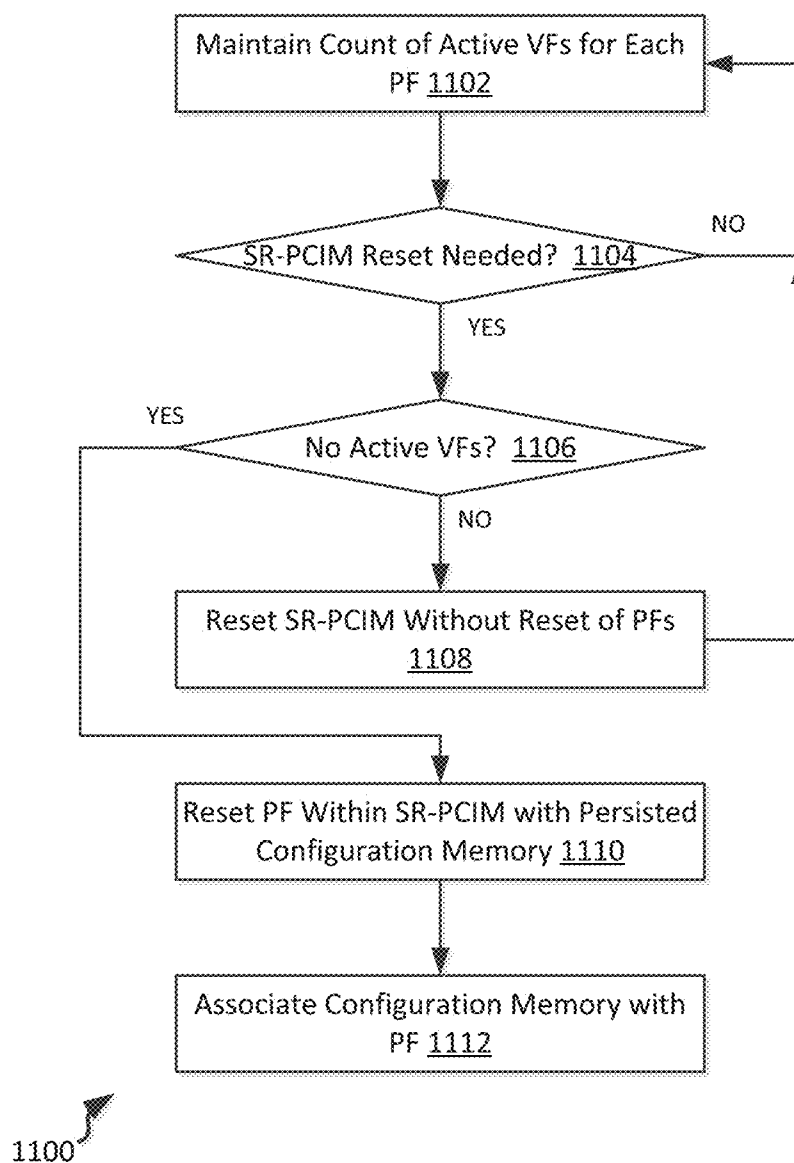 Maintain Count of Active VFs for Each
PF 1102
NO
SR-PCIM Reset Needed? 1104
YES
YES
No Active VFs? 1106
NO
Reset SR-PCIM Without Reset of PFs
1108
Reset PF Within SR-PCIM with Persisted
Configuration Memory 1110
Associate Configuration Memory with
PF 1112
1100